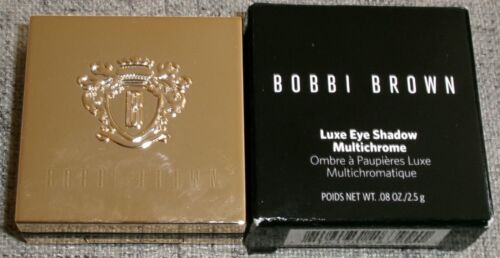 BOBBI BROWN
BOBBI BROWN
Luxe Eye Shadow
Multichrome
Ombre à Paupières Luxe
Multichromatique
POIDS NET WT. .08 OZ./2.5 g